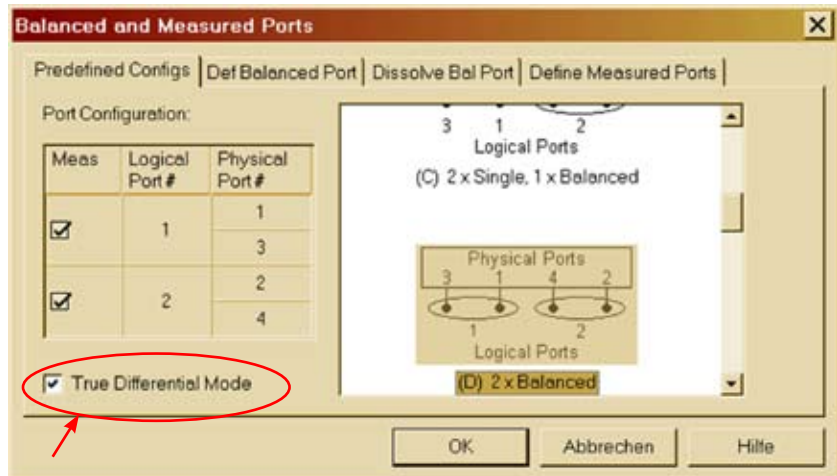 Balanced and Measured Ports
Predefined Configs
Def Balanced Port
Dissolve Bal Port
Define Measured Ports
Port Configuration:
Meas Logical Port # Physical Port #
1 1
3
2 2
4
True Differential Mode
3 1 2
Logical Ports
(C) 2 x Single, 1 x Balanced
Physical Ports
3 1 4 2
1 2
Logical Ports
(D) 2 x Balanced
OK
Abbrechen
Hilfe